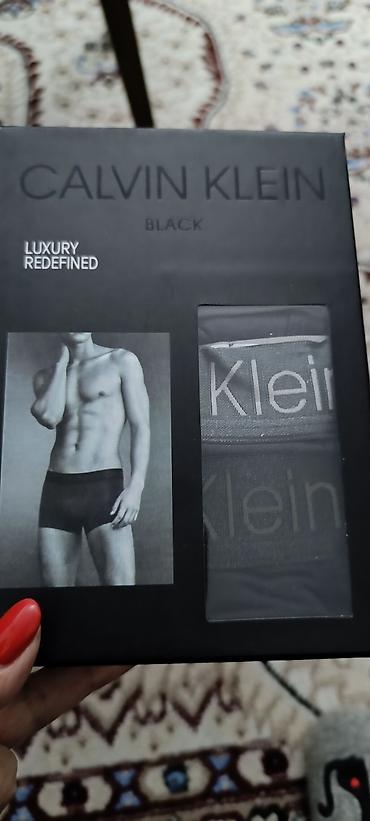 CALVIN KLEIN
BLACK
LUXURY
REDEFINED
Klein
Klein